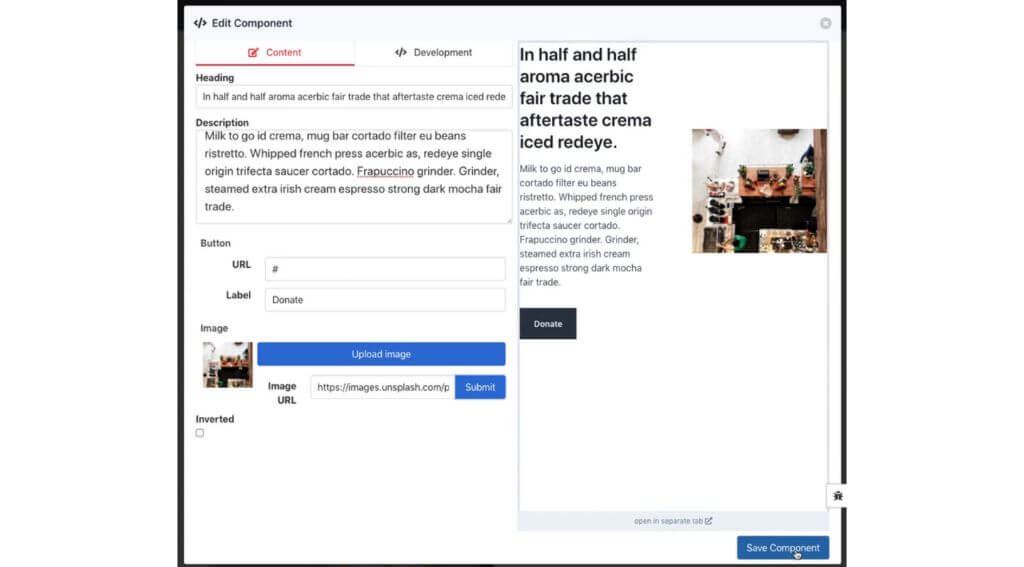 Edit Component
Content
Development
Heading
In half and half aroma acerbic fair trade that aftertaste crema iced rede
Description
Milk to go id crema, mug bar cortado filter eu beans
ristretto. Whipped french press acerbic as, redeye single
origin trifecta saucer cortado. Frapuccino grinder. Grinder,
steamed extra irish cream espresso strong dark mocha fair
trade.
Button
URL
#
Label
Donate
Image
Upload image
Image
URL
https://images.unsplash.com/p
Submit
Inverted
In half and half
aroma acerbic
fair trade that
aftertaste crema
iced redeye.
Milk to go id crema, mug bar
cortado filter eu beans
ristretto. Whipped french press
acerbic as, redeye single origin
trifecta saucer cortado.
Frapuccino grinder. Grinder,
steamed extra irish cream
espresso strong dark mocha
fair trade.
Donate
open in separate tab
Save Component